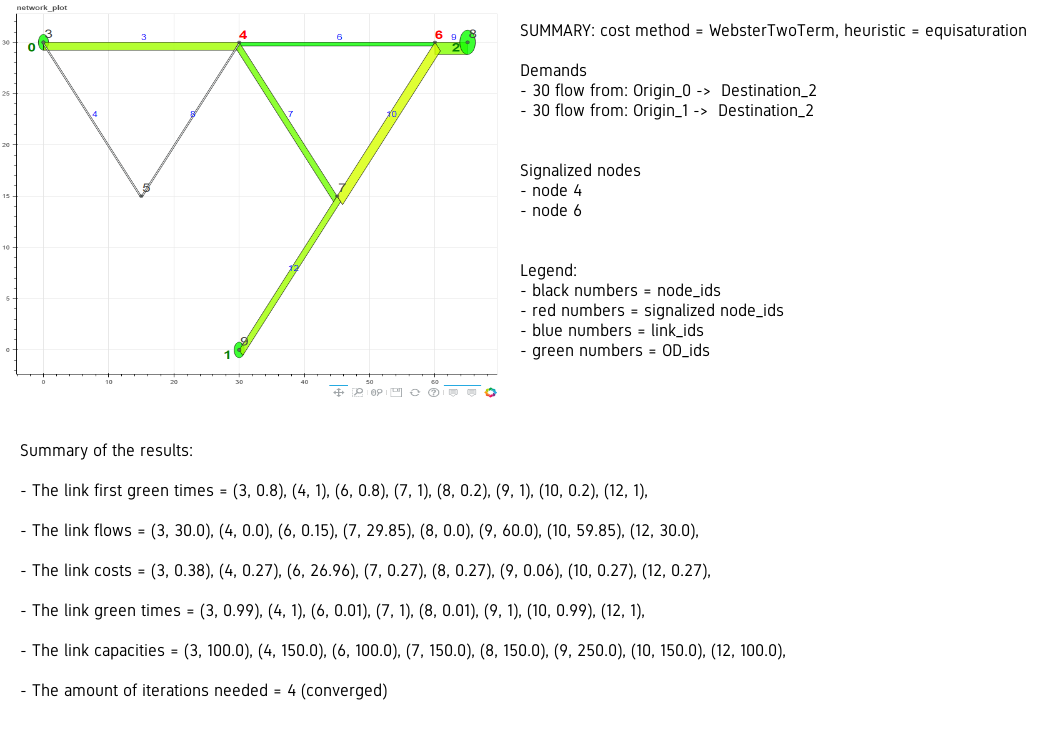 network_plot
3
3
4
6
6
9
8
0
2
30
25
20
15
10
5
0
4
8
7
10
5
7
12
9
1
0
10
20
30
40
50
60
SUMMARY: cost method = WebsterTwoTerm, heuristic = equisaturation
Demands
- 30 flow from: Origin_0 -> Destination_2
- 30 flow from: Origin_1 -> Destination_2
Signalized nodes
- node 4
- node 6
Legend:
- black numbers = node_ids
- red numbers = signalized node_ids
- blue numbers = link_ids
- green numbers = OD_ids
Summary of the results:
- The link first green times = (3, 0.8), (4, 1), (6, 0.8), (7, 1), (8, 0.2), (9, 1), (10, 0.2), (12, 1),
- The link flows = (3, 30.0), (4, 0.0), (6, 0.15), (7, 29.85), (8, 0.0), (9, 60.0), (10, 59.85), (12, 30.0),
- The link costs = (3, 0.38), (4, 0.27), (6, 26.96), (7, 0.27), (8, 0.27), (9, 0.06), (10, 0.27), (12, 0.27),
- The link green times = (3, 0.99), (4, 1), (6, 0.01), (7, 1), (8, 0.01), (9, 1), (10, 0.99), (12, 1),
- The link capacities = (3, 100.0), (4, 150.0), (6, 100.0), (7, 150.0), (8, 150.0), (9, 250.0), (10, 150.0), (12, 100.0),
- The amount of iterations needed = 4 (converged)